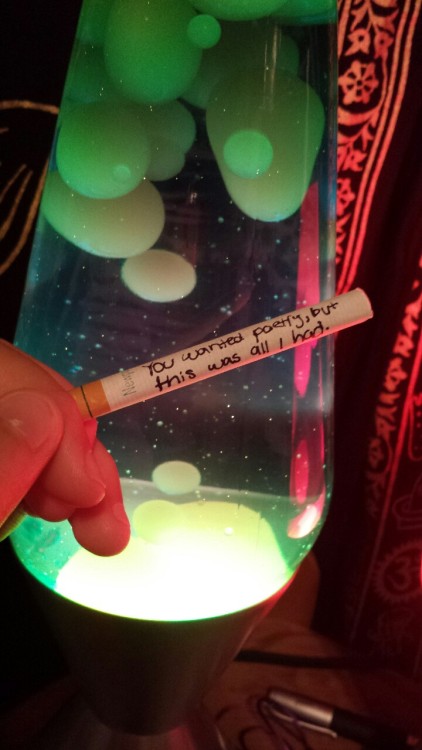 You wanted poetry, but
this was all I had.